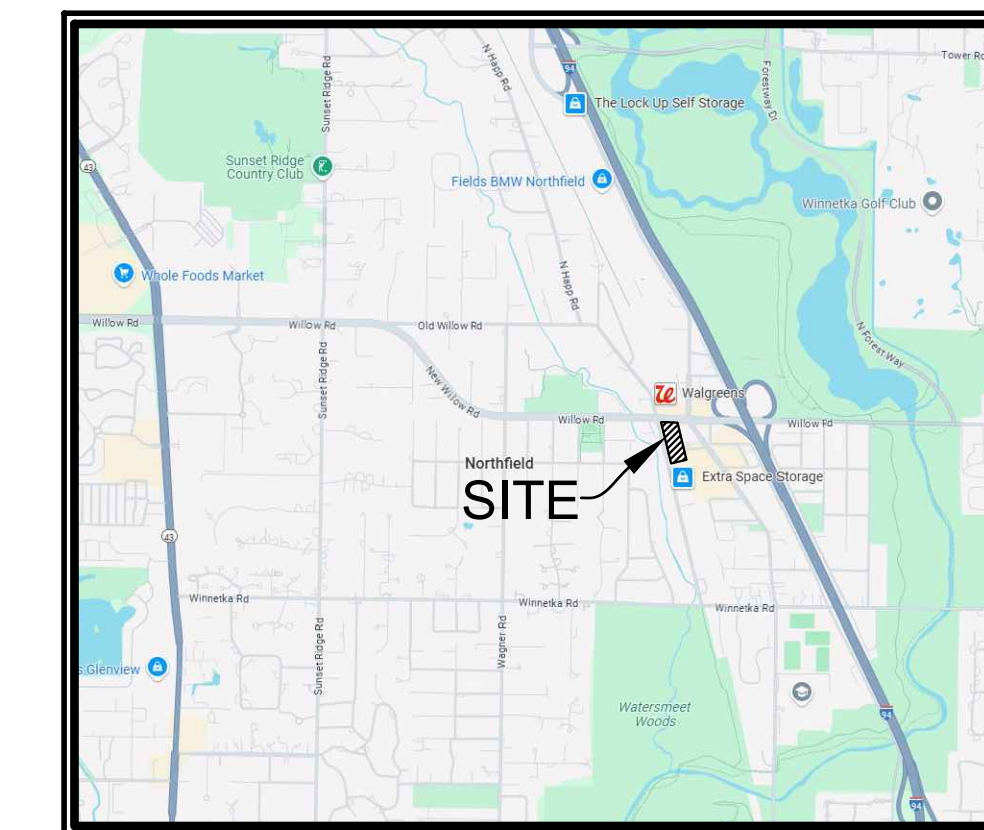 Tower Rd
N Happ Rd
Sunset Ridge Rd
94
Forestway Dr
The Lock Up Self Storage
Sunset Ridge
Country Club
43
Fields BMW Northfield
Winnetka Golf Club
Whole Foods Market
N Happ Rd
Willow Rd
Willow Rd
Old Willow Rd
N Forest Way
Sunset Ridge Rd
New Willow Rd
Walgreens
Willow Rd
Willow Rd
Northfield
SITE
Extra Space Storage
43
Winnetka Rd
Winnetka Rd
Winnetka Rd
Sunset Ridge Rd
Wagner Rd
s Glenview
Watersmeet
Woods
94
94